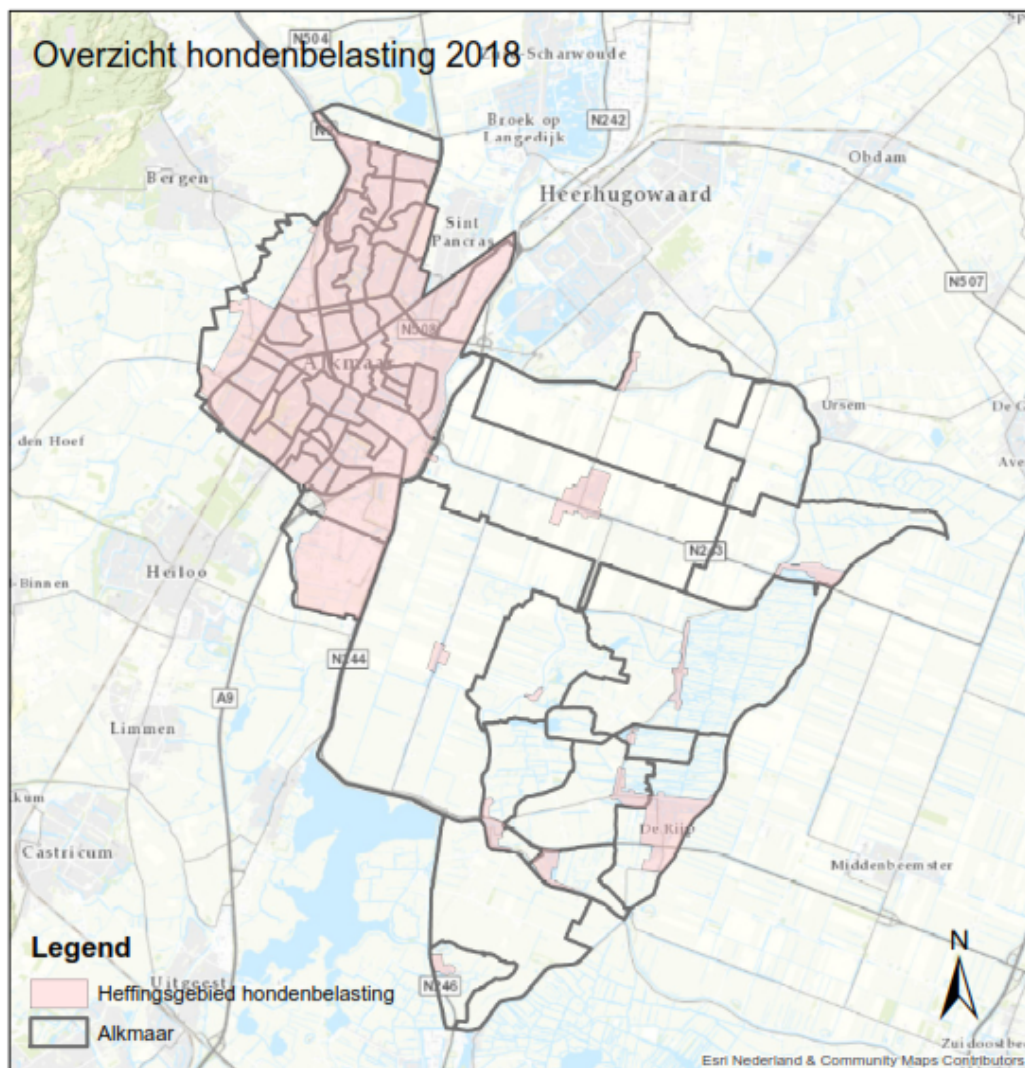 Overzicht hondenbelasting 2018
N504
-Scharwoude
Broek op
Langedijk
N242
Obdam
Bergen
Heerhugowaard
Sint
Pancras
N507
N508
Alkmaar
Ursem
den Hoef
N243
Heiloo
-Binnen
N244
A9
Limmen
De Rijp
Castricum
Middenbeemster
Legend
Uitgeest
N246
Heffingsgebied hondenbelasting
Alkmaar
N
Esri Nederland & Community Maps Contributors